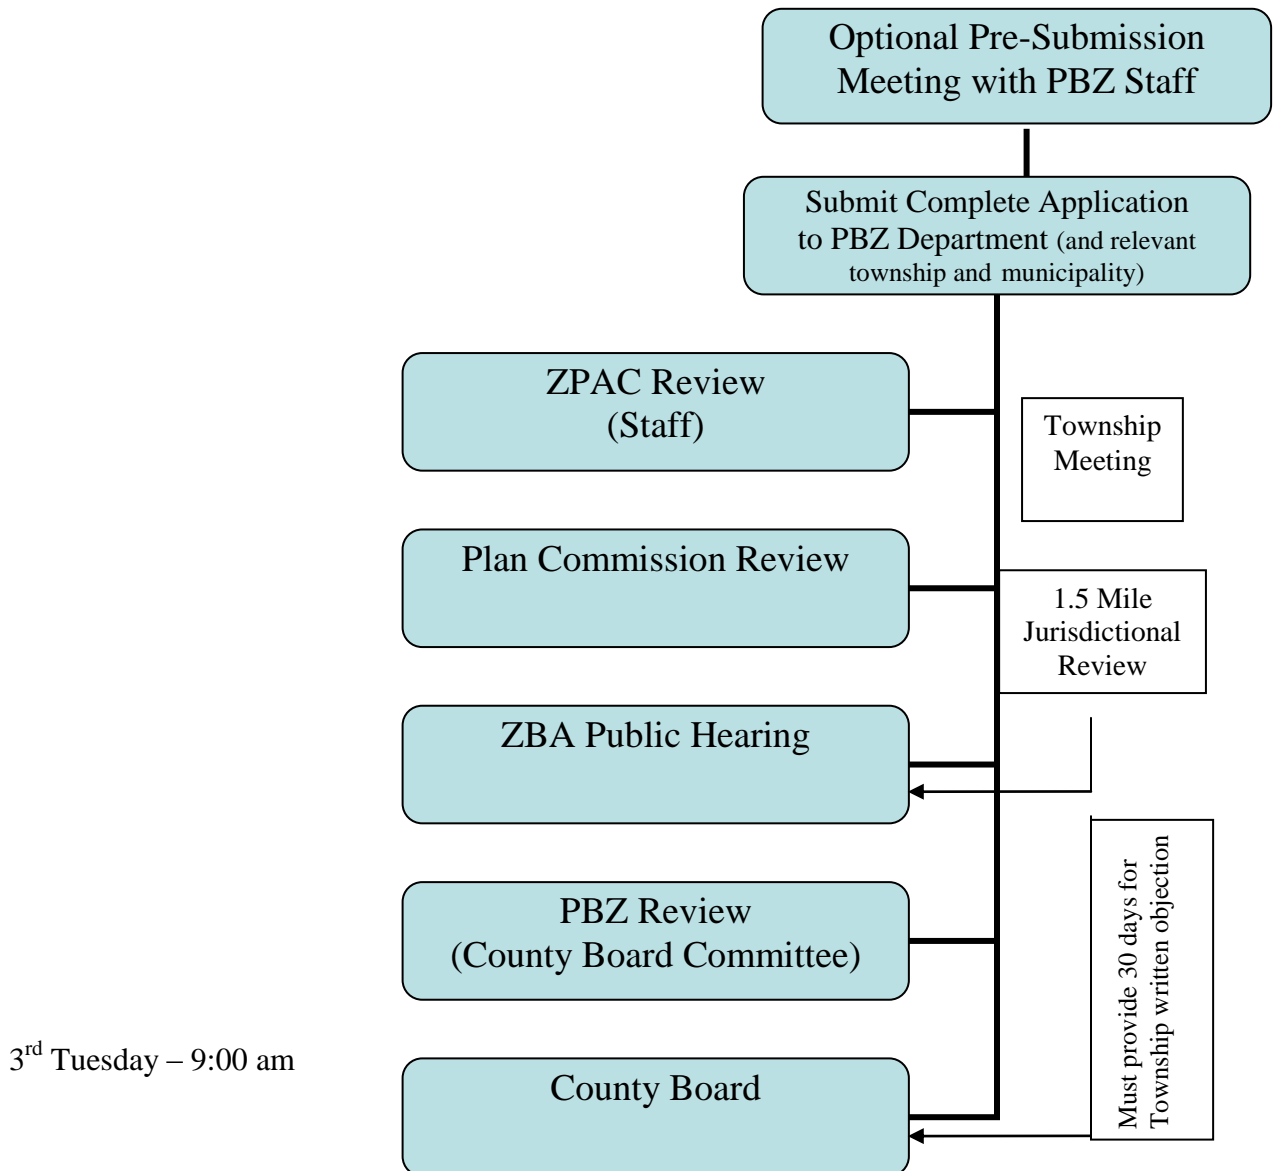 Optional Pre-Submission
Meeting with PBZ Staff
Submit Complete Application
to PBZ Department (and relevant
township and municipality)
ZPAC Review
(Staff)
Township
Meeting
Plan Commission Review
1.5 Mile
Jurisdictional
Review
ZBA Public Hearing
PBZ Review
(County Board Committee)
Must provide 30 days for
Township written objection
3rd Tuesday – 9:00 am
County Board